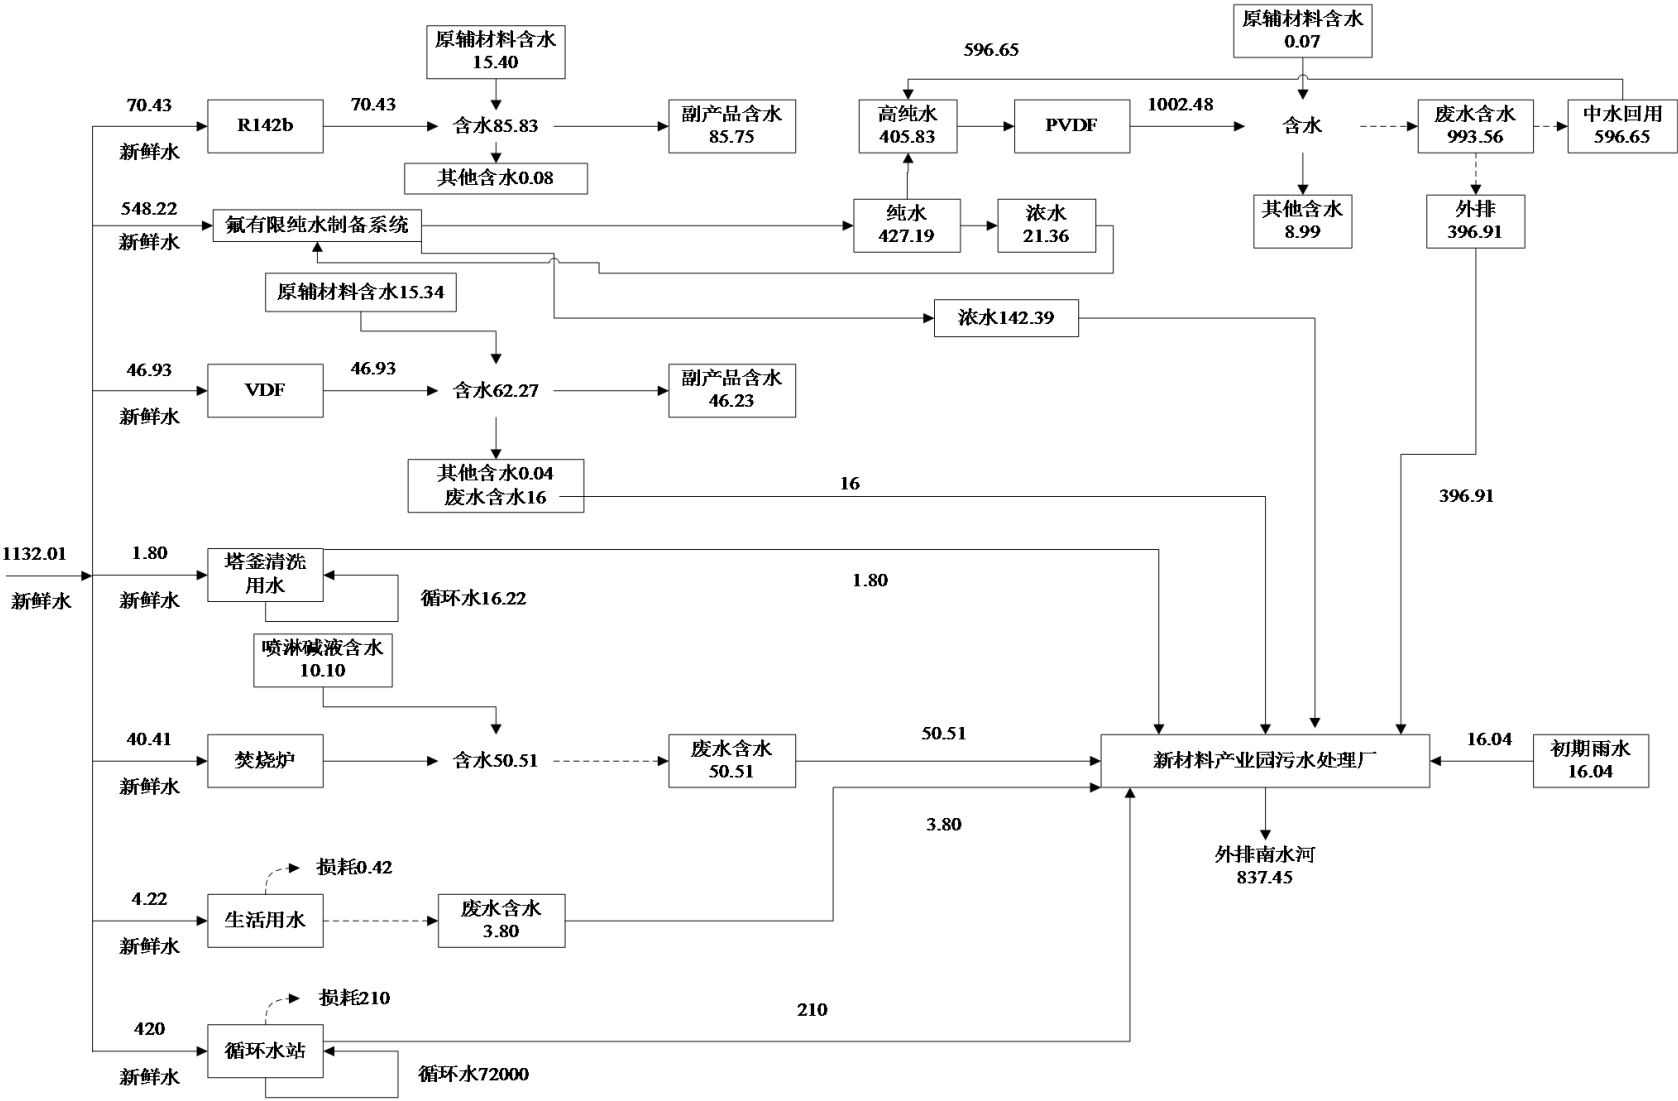 原辅材料含水
15.40
596.65
原辅材料含水
0.07
70.43
新鲜水
R142b
70.43
含水85.83
副产品含水
85.75
其他含水0.08
高纯水
405.83
PVDF
1002.48
含水
废水含水
993.56
中水回用
596.65
548.22
新鲜水
氟有限纯水制备系统
纯水
427.19
浓水
21.36
其他含水
8.99
外排
396.91
原辅材料含水15.34
浓水142.39
46.93
新鲜水
VDF
46.93
含水62.27
副产品含水
46.23
其他含水0.04
废水含水16
16
396.91
1132.01
新鲜水
1.80
新鲜水
塔釜清洗
用水
循环水16.22
1.80
喷淋碱液含水
10.10
40.41
新鲜水
焚烧炉
含水50.51
废水含水
50.51
50.51
新材料产业园污水处理厂
16.04
初期雨水
16.04
3.80
外排南水河
837.45
损耗0.42
4.22
新鲜水
生活用水
废水含水
3.80
损耗210
420
新鲜水
循环水站
210
循环水72000